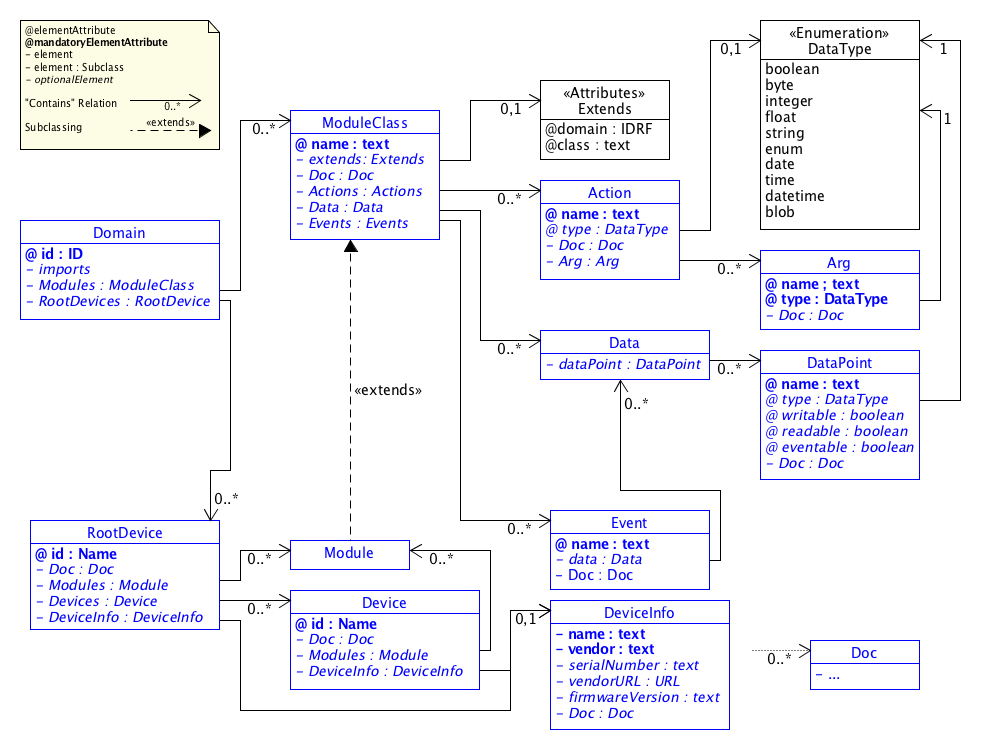 @elementAttribute
@mandatoryElementAttribute
- element
- element : Subclass
- optionalElement
"Contains" Relation
0..*
Subclassing
«extends»
ModuleClass
@ name : text
- extends: Extends
- Doc : Doc
- Actions : Actions
- Data : Data
- Events : Events
0..*
«Attributes»
Extends
@domain : IDRF
@class : text
0,1
«Enumeration»
DataType
boolean
byte
integer
float
string
enum
date
time
datetime
blob
0,1
1
1
Action
@ name : text
@ type : DataType
- Doc : Doc
- Arg : Arg
0..*
Domain
@ id : ID
- imports
- Modules : ModuleClass
- RootDevices : RootDevice
Arg
@ name ; text
@ type : DataType
- Doc : Doc
0..*
Data
- dataPoint : DataPoint
0..*
0..*
DataPoint
@ name : text
@ type : DataType
@ writable : boolean
@ readable : boolean
@ eventable : boolean
- Doc : Doc
0..*
«extends»
0..*
RootDevice
@ id : Name
- Doc : Doc
- Modules : Module
- Devices : Device
- DeviceInfo : DeviceInfo
Module
0..*
0..*
Event
@ name : text
- data : Data
- Doc : Doc
0..*
Device
@ id : Name
- Doc : Doc
- Modules : Module
- DeviceInfo : DeviceInfo
0..*
DeviceInfo
- name : text
- vendor : text
- serialNumber : text
- vendorURL : URL
- firmwareVersion : text
- Doc : Doc
0,1
Doc
- ...
0..*